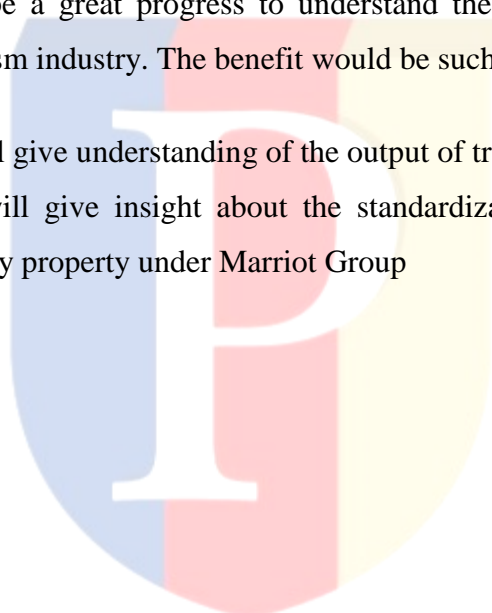 be a great progress to understand the
sm industry. The benefit would be such
l give understanding of the output of tr
will give insight about the standardiza
y property under Marriot Group
P